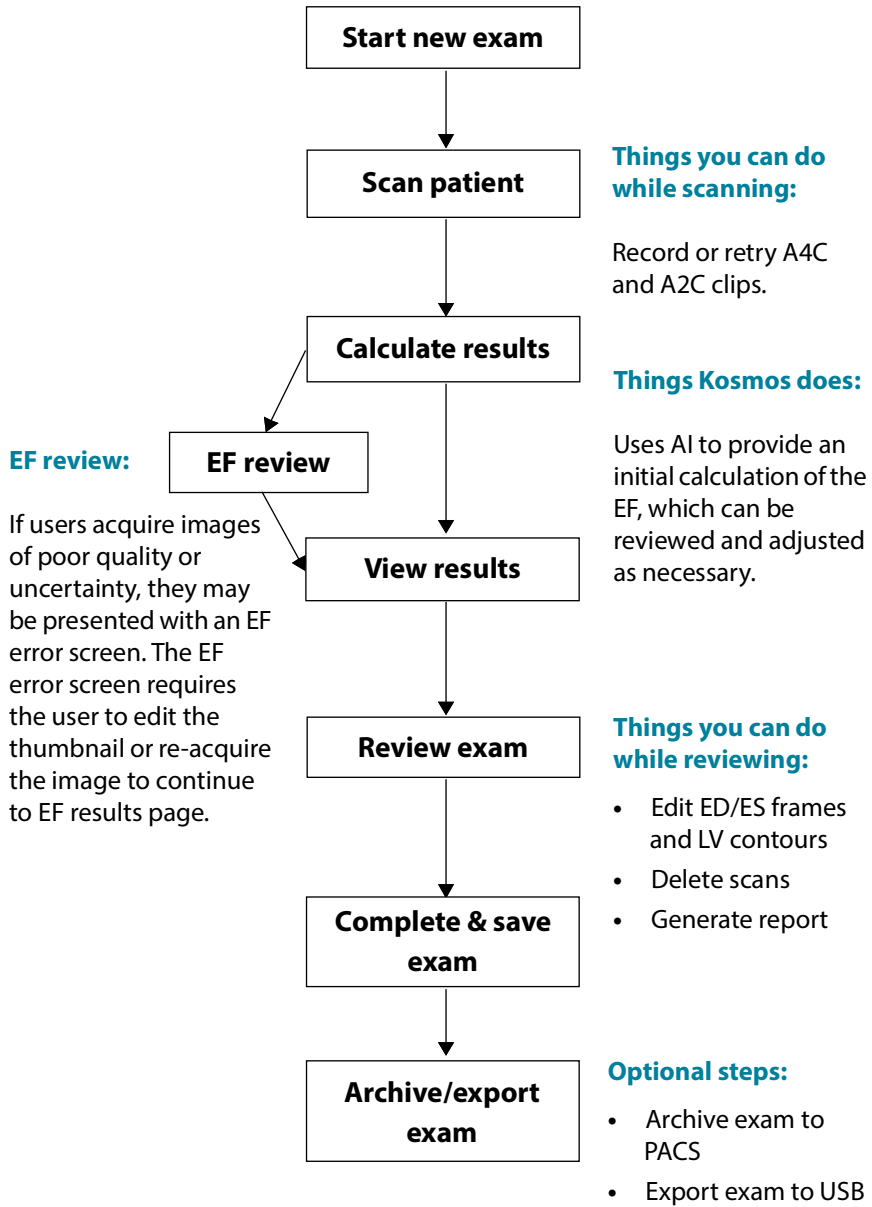 Start new exam
Scan patient
Things you can do
while scanning:
Record or retry A4C
and A2C clips.
Calculate results
Things Kosmos does:
Uses AI to provide an
initial calculation of the
EF, which can be
reviewed and adjusted
as necessary.
EF review:
EF review
If users acquire images
of poor quality or
uncertainty, they may
be presented with an EF
error screen. The EF
error screen requires
the user to edit the
thumbnail or re-acquire
the image to continue
to EF results page.
View results
Review exam
Things you can do
while reviewing:
• Edit ED/ES frames
and LV contours
• Delete scans
• Generate report
Complete & save
exam
Archive/export
exam
Optional steps:
• Archive exam to
PACS
• Export exam to USB